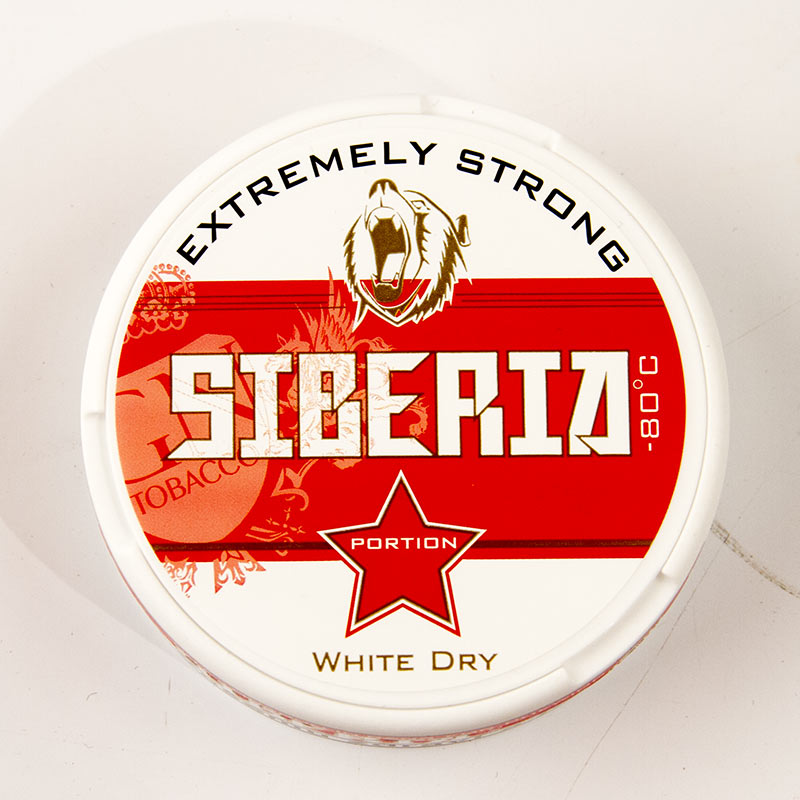 EXTREMELY STRONG
SIBERIA
-80°C
TOBACCO
PORTION
WHITE DRY